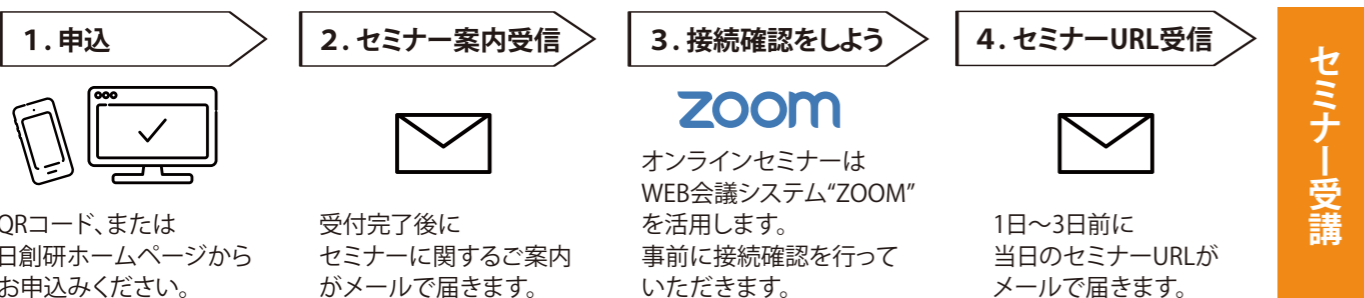 1. 申込
QRコード、または
日創研ホームページから
お申込みください。
2. セミナー案内受信
受付完了後に
セミナーに関するご案内
がメールで届きます。
3. 接続確認をしよう
zoom
オンラインセミナーは
WEB会議システム“ZOOM”
を活用します。
事前に接続確認を行って
いただきます。
4. セミナーURL受信
1日～3日前に
当日のセミナーURLが
メールで届きます。
セミナー受講